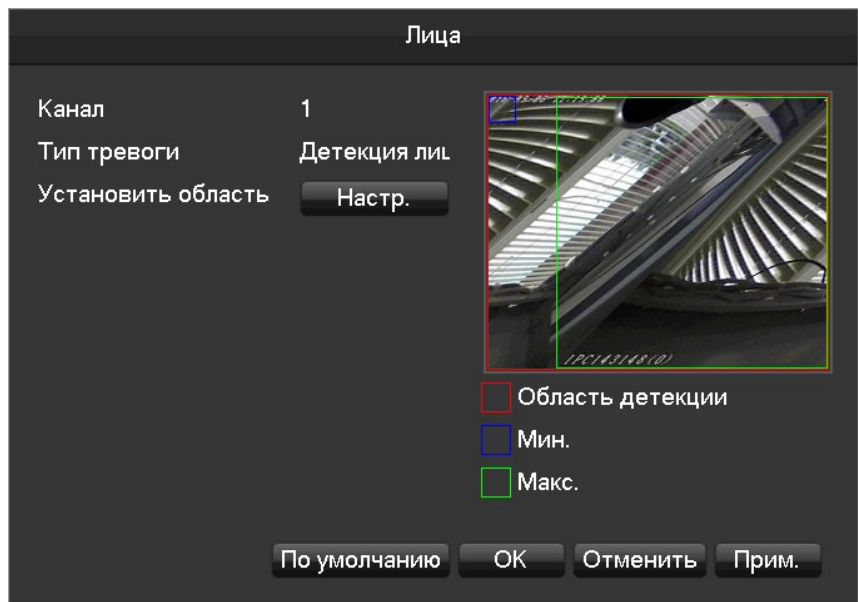 Лица
Канал 1
Тип тревоги Детекция лиц
Установить область Настр.
IPC143148(0)
Область детекции
Мин.
Макс.
По умолчанию OK Отменить Прим.